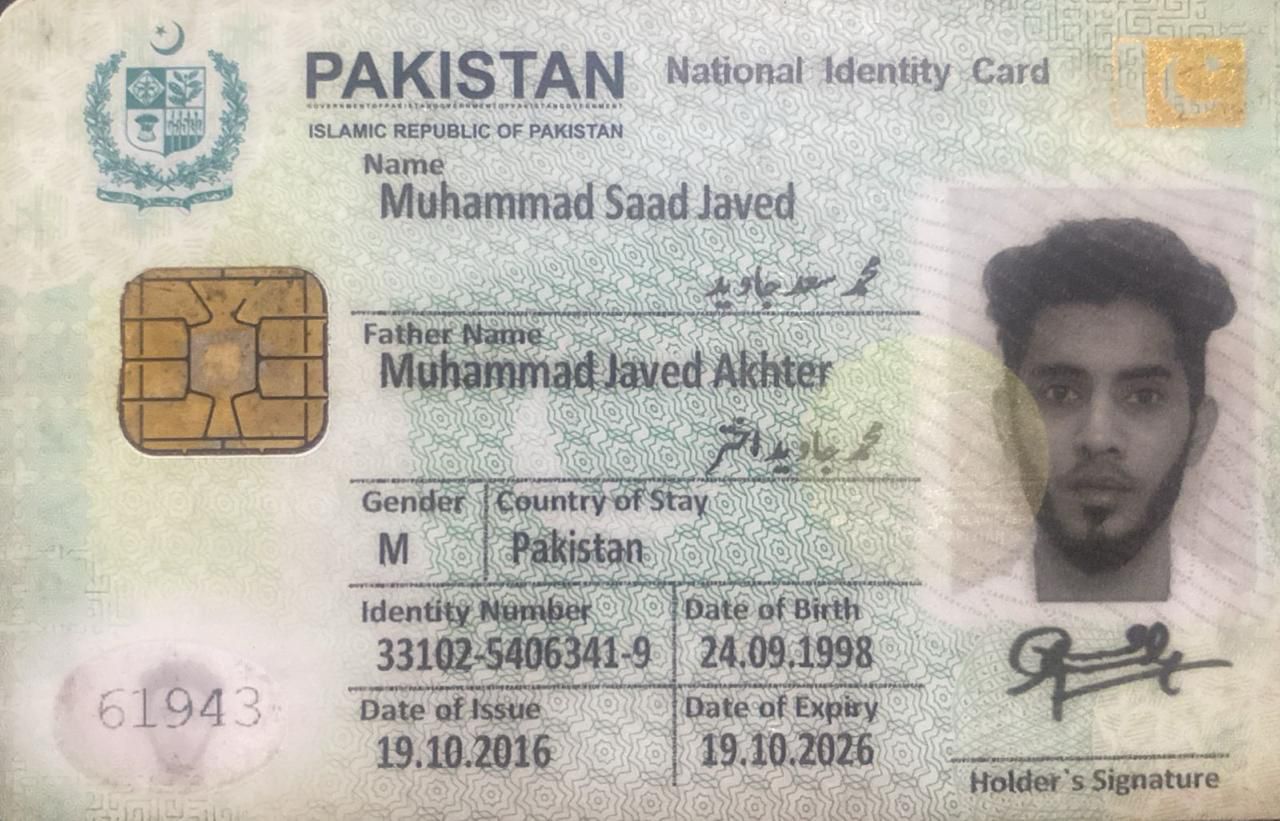 PAKISTAN National Identity Card
ISLAMIC REPUBLIC OF PAKISTAN
Name
Muhammad Saad Javed
محمد سعد جاوید
Father Name
Muhammad Javed Akhter
محمد جاوید اختر
Gender Country of Stay
M Pakistan
Identity Number Date of Birth
33102-5406341-9 24.09.1998
Date of Issue Date of Expiry
19.10.2016 19.10.2026
61943
Holder`s Signature